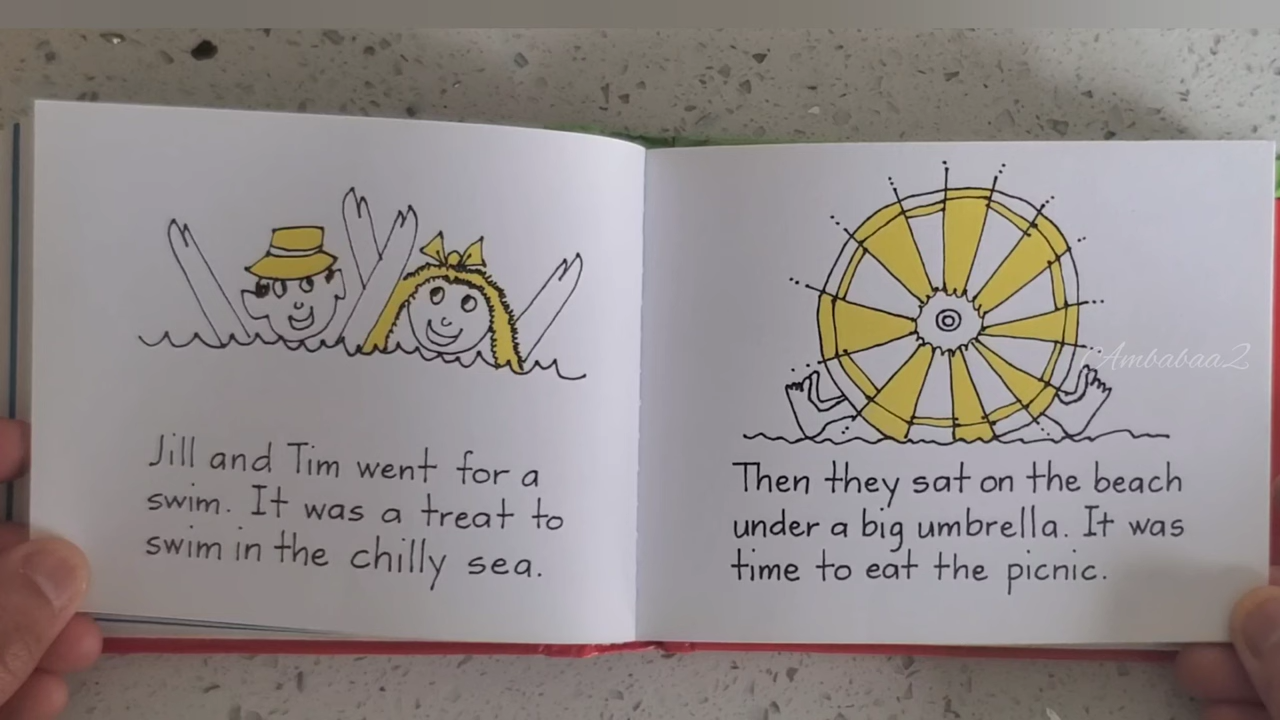 Jill and Tim went for a
swim. It was a treat to
swim in the chilly sea.
Then they sat on the beach
under a big umbrella. It was
time to eat the picnic.
CAmbabaa2